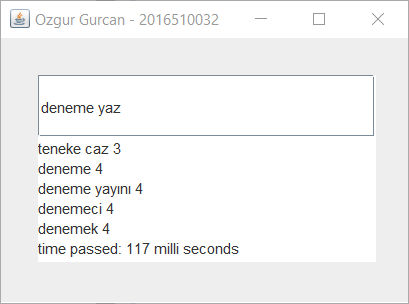 Ozgur Gurcan - 2016510032
deneme yaz
teneke caz 3
deneme 4
deneme yayını 4
denemeci 4
denemek 4
time passed: 117 milli seconds